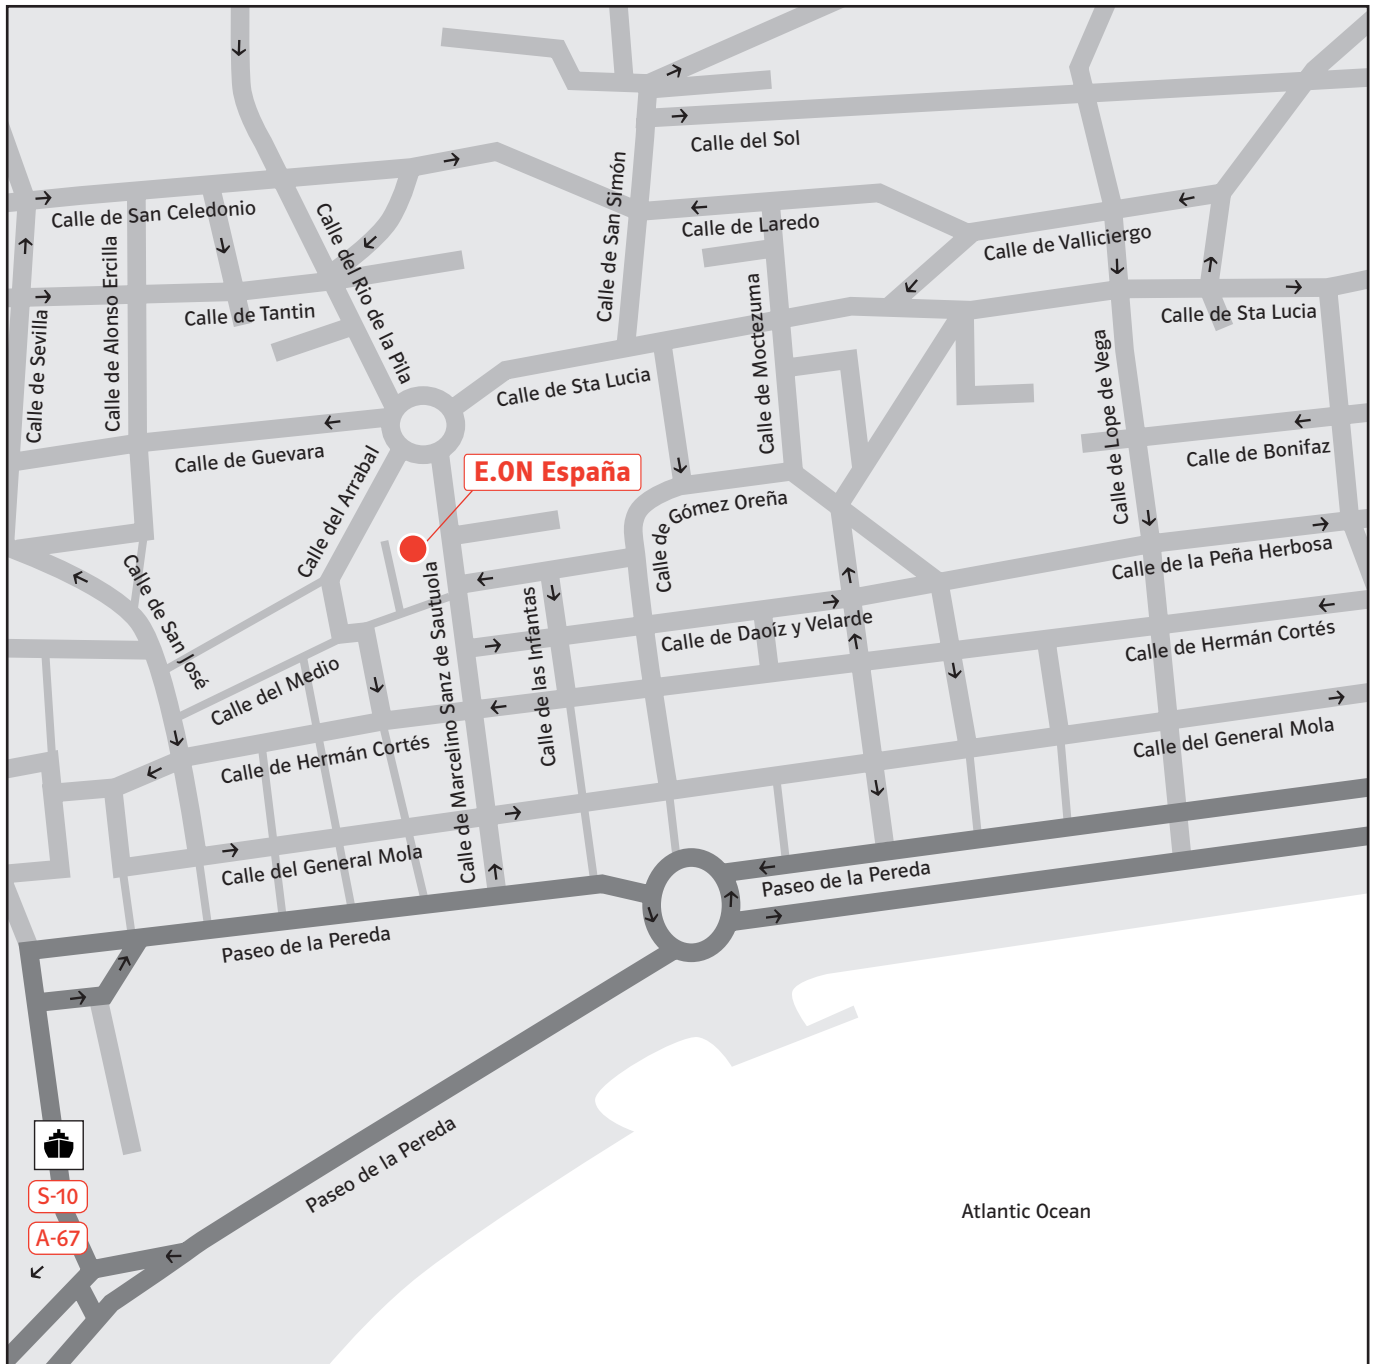 Calle del Sol
Calle de San Celedonio
Calle de San Simón
Calle de Laredo
Calle de Valliciergo
Calle del Rio de la Pila
Calle de Alonso Ercilla
Calle de Tantin
Calle de Sevilla
Calle de Moctezuma
Calle de Sta Lucia
Calle de Sta Lucia
Calle de Lope de Vega
Calle de Guevara
Calle del Arrabal
E.ON España
Calle de Bonifaz
Calle de
Gómez Oreña
Calle de San José
Calle de la Peña Herbosa
Calle de Marcelino Sanz de Sautuola
Calle de las Infantas
Calle de Daoíz y Velarde
Calle de Hermán Cortés
Calle del Medio
Calle de Hermán Cortés
Calle del General Mola
Calle del General Mola
Paseo de la Pereda
Paseo de la Pereda
Paseo de la Pereda
S-10
A-67
Atlantic Ocean